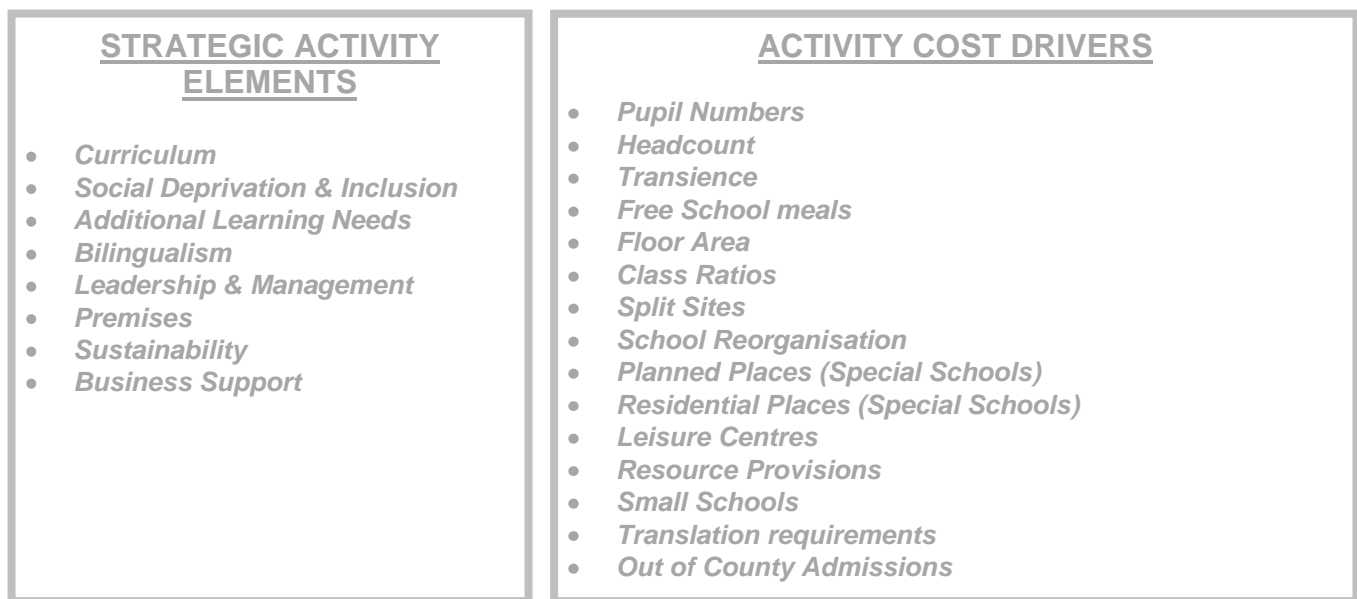 STRATEGIC ACTIVITY
ELEMENTS
• Curriculum
• Social Deprivation & Inclusion
• Additional Learning Needs
• Bilingualism
• Leadership & Management
• Premises
• Sustainability
• Business Support
ACTIVITY COST DRIVERS
• Pupil Numbers
• Headcount
• Transience
• Free School meals
• Floor Area
• Class Ratios
• Split Sites
• School Reorganisation
• Planned Places (Special Schools)
• Residential Places (Special Schools)
• Leisure Centres
• Resource Provisions
• Small Schools
• Translation requirements
• Out of County Admissions